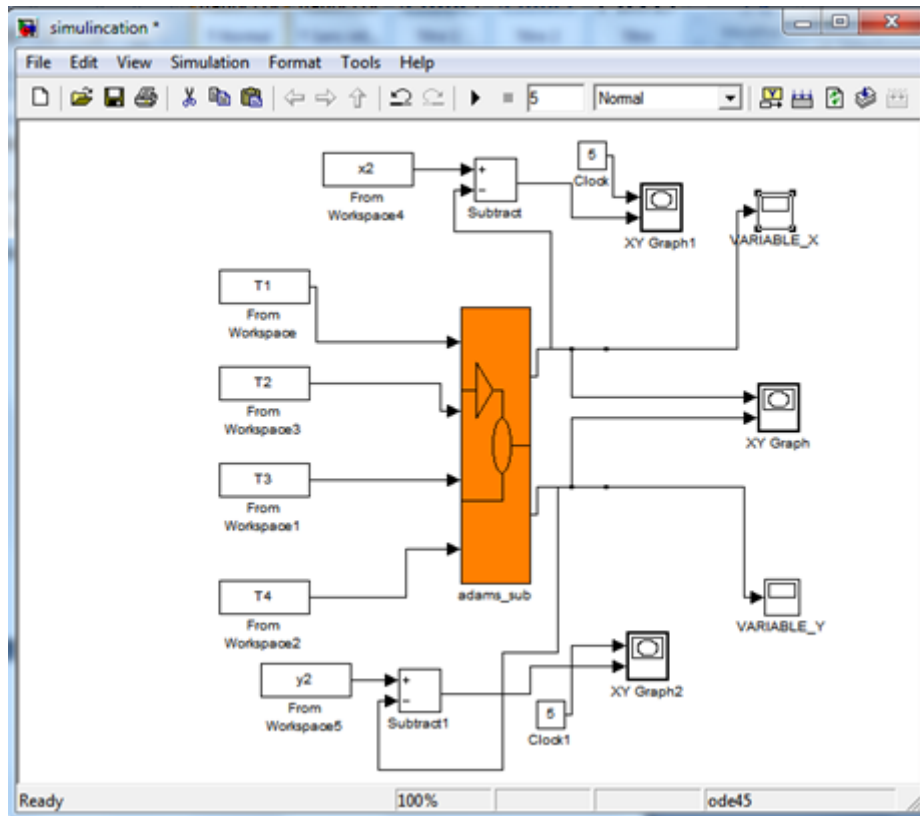 simulincation *
File Edit View Simulation Format Tools Help
5 Normal
x2
From
Workspace4
+
−
Subtract
5
Clock
XY Graph1
VARIABLE_X
T1
From
Workspace
T2
From
Workspace3
T3
From
Workspace1
T4
From
Workspace2
adams_sub
XY Graph
VARIABLE_Y
y2
From
Workspace5
+
−
Subtract1
5
Clock1
XY Graph2
Ready 100% ode45